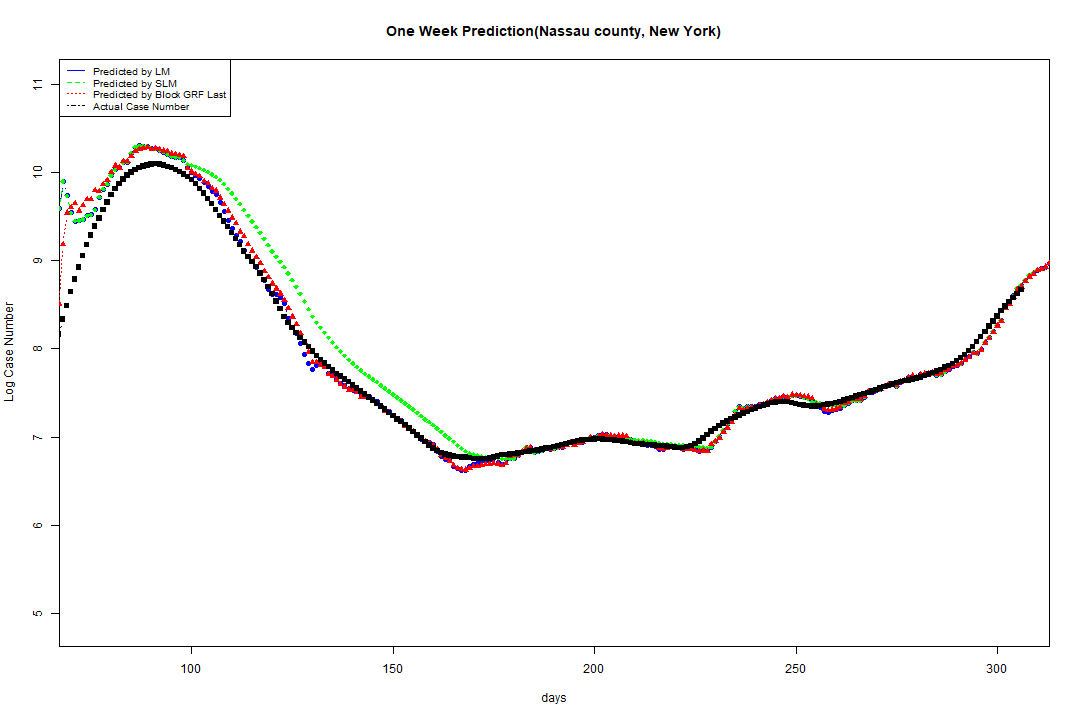 One Week Prediction(Nassau county, New York)
Predicted by LM
Predicted by SLM
Predicted by Block GRF Last
Actual Case Number
11
10
9
8
7
6
5
Log Case Number
100 150 200 250 300
days